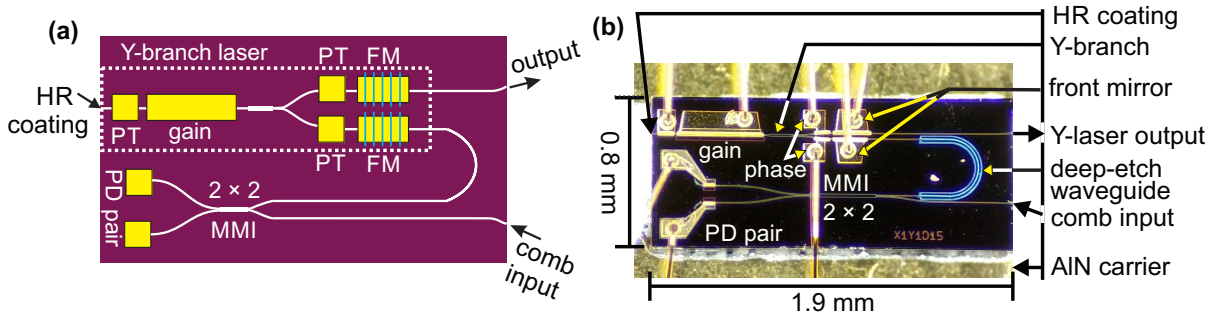 (a)
Y-branch laser
PT FM
output
HR
coating
PT
gain
PT
FM
PD pair
2 × 2
MMI
comb
input
(b)
HR coating
Y-branch
front mirror
Y-laser output
deep-etch
waveguide
comb input
AlN carrier
0.8 mm
gain
phase
MMI
2 × 2
PD pair
X1Y1D15
1.9 mm